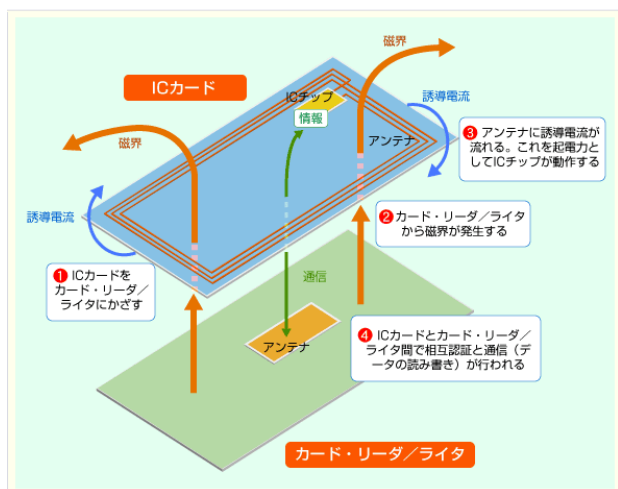 磁界
ICカード
ICチップ
情報
誘導電流
アンテナ
磁界
❸ アンテナに誘導電流が
流れる。これを起電力と
してICチップが動作する
誘導電流
❷ カード・リーダ/ライタ
から磁界が発生する
❶ ICカードを
カード・リーダ/
ライタにかざす
通信
アンテナ
❹ ICカードとカード・リーダ/
ライタ間で相互認証と通信(デ
ータの読み書き)が行われる
カード・リーダ/ライタ